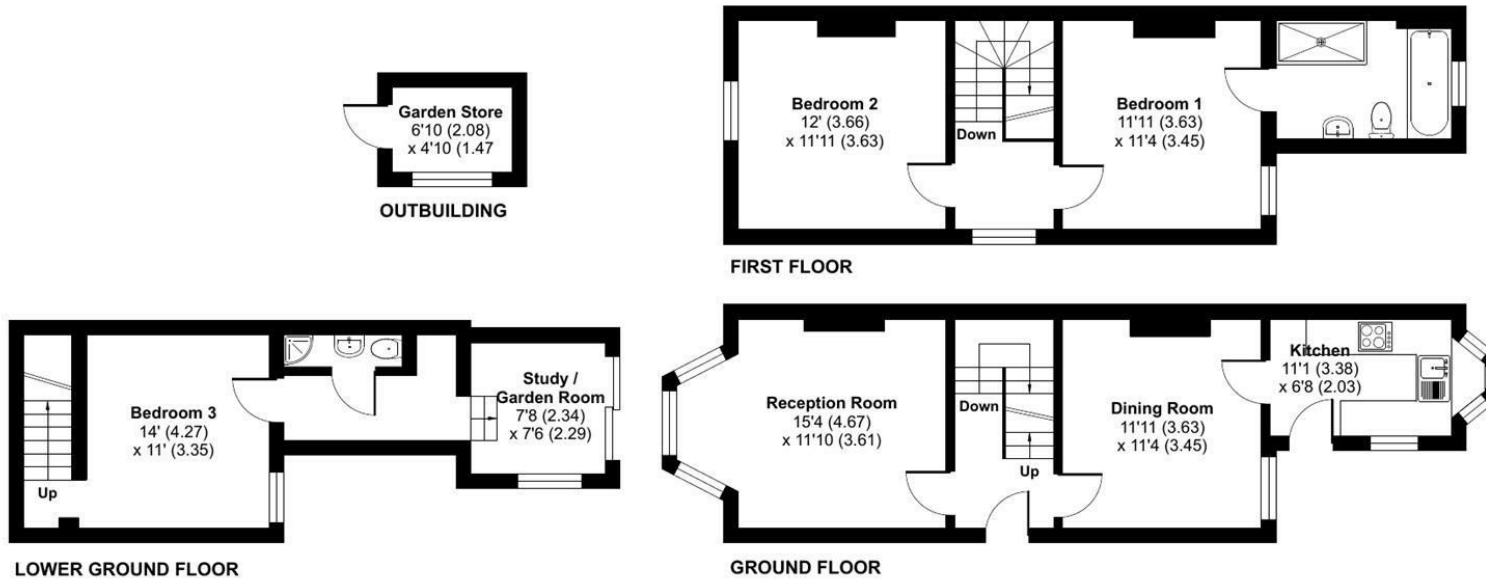 Garden Store
6'10 (2.08)
x 4'10 (1.47
OUTBUILDING
Bedroom 2
12' (3.66)
x 11'11 (3.63)
Down
Bedroom 1
11'11 (3.63)
x 11'4 (3.45)
FIRST FLOOR
Bedroom 3
14' (4.27)
x 11' (3.35)
Up
Study /
Garden Room
7'8 (2.34)
x 7'6 (2.29)
LOWER GROUND FLOOR
Reception Room
15'4 (4.67)
x 11'10 (3.61)
Down
Up
Dining Room
11'11 (3.63)
x 11'4 (3.45)
Kitchen
11'1 (3.38)
x 6'8 (2.03)
GROUND FLOOR